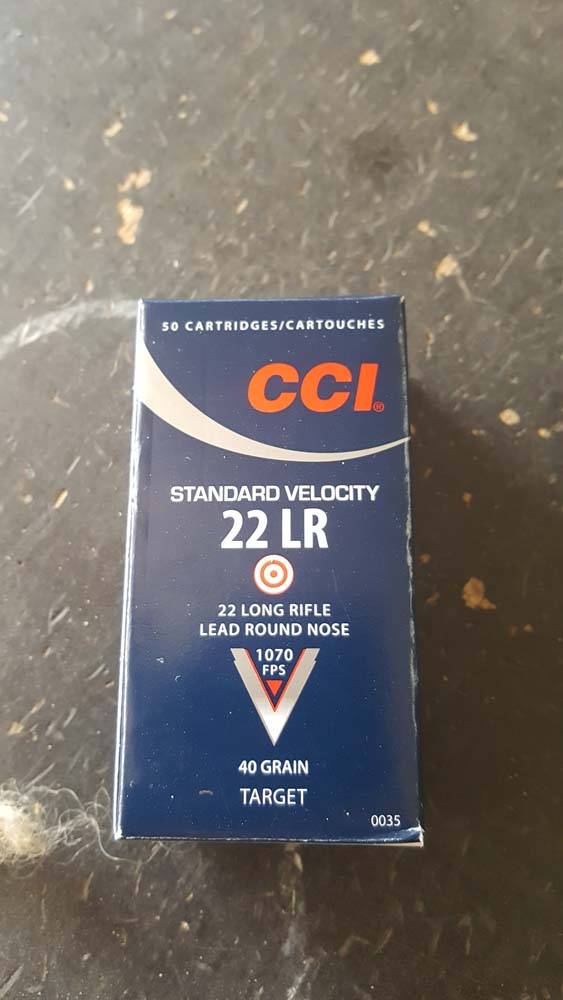 50 CARTRIDGES/CARTOUCHES
CCI®
STANDARD VELOCITY
22 LR
22 LONG RIFLE
LEAD ROUND NOSE
1070
FPS
40 GRAIN
TARGET
0035